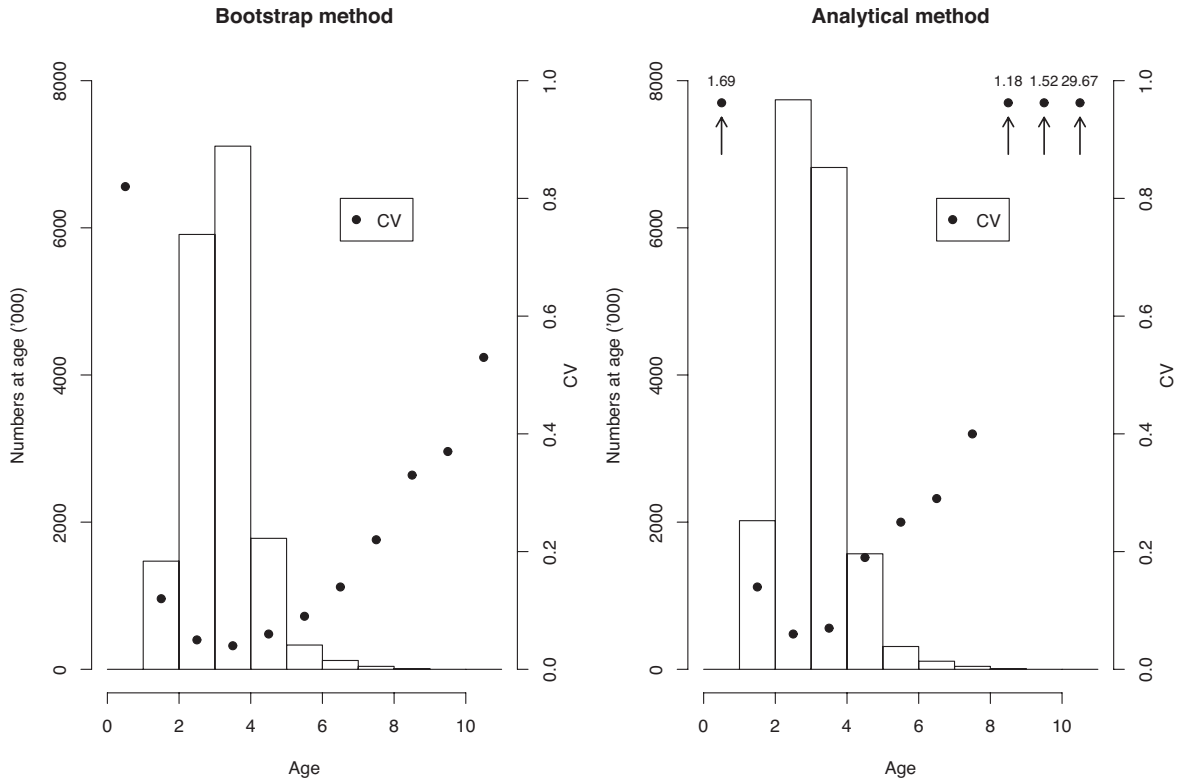 Bootstrap method
Numbers at age ('000)
8000
6000
4000
2000
0
CV
1.0
0.8
0.6
0.4
0.2
0.0
CV
0 2 4 6 8 10
Age
Analytical method
Numbers at age ('000)
8000
6000
4000
2000
0
1.69
1.18 1.52 29.67
CV
1.0
0.8
0.6
0.4
0.2
0.0
CV
0 2 4 6 8 10
Age